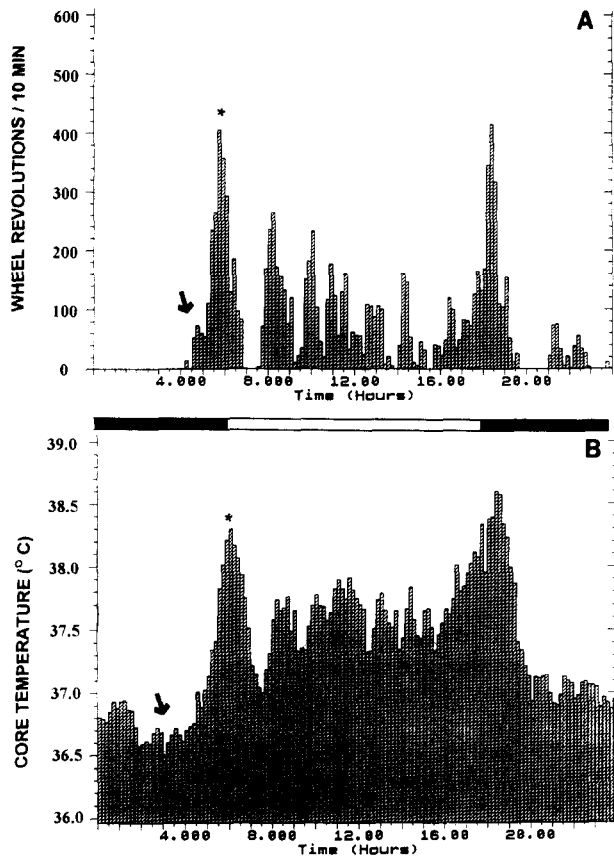 A
WHEEL REVOLUTIONS / 10 MIN
600
500
400
300
200
100
0
*
4.000 8.000 12.00 16.00 20.00
Time (Hours)
B
CORE TEMPERATURE (° C)
39.0
38.5
38.0
37.5
37.0
36.5
36.0
*
4.000 8.000 12.00 16.00 20.00
Time (Hours)